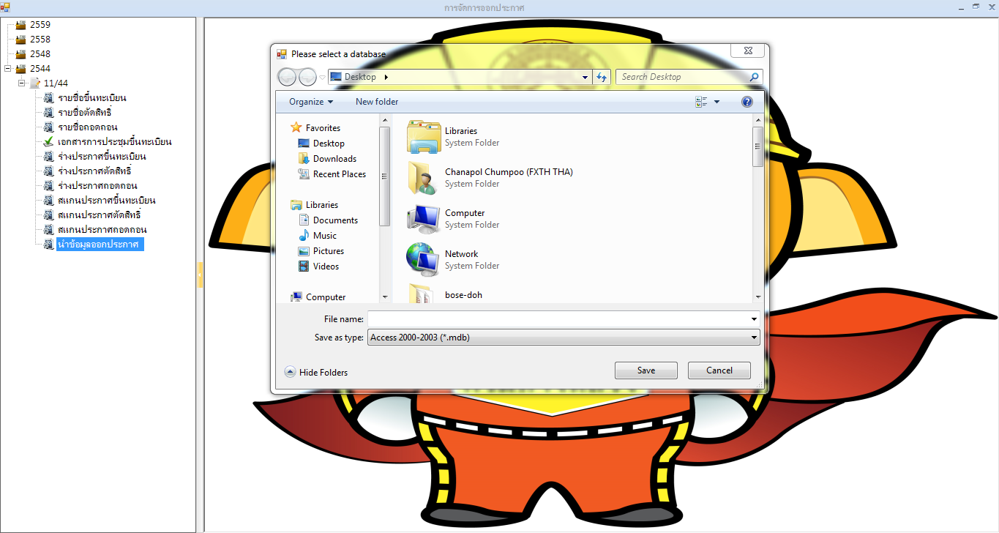 การจัดการออกประกาศ
2559
2558
2548
2544
11/44
รายชื่อขึ้นทะเบียน
รายชื่อตัดสิทธิ์
รายชื่อถอดถอน
เอกสารการประชุมขึ้นทะเบียน
ร่างประกาศขึ้นทะเบียน
ร่างประกาศตัดสิทธิ์
ร่างประกาศถอดถอน
สแกนประกาศขึ้นทะเบียน
สแกนประกาศตัดสิทธิ์
สแกนประกาศถอดถอน
นำข้อมูลออกประกาศ
Please select a database
Desktop
Search Desktop
Organize
New folder
Favorites
Desktop
Downloads
Recent Places
Libraries
Documents
Music
Pictures
Videos
Computer
Libraries
System Folder
Chanapol Chumpoo (FXTH THA)
System Folder
Computer
System Folder
Network
System Folder
bose-doh
File name:
Save as type: Access 2000-2003 (*.mdb)
Hide Folders
Save
Cancel